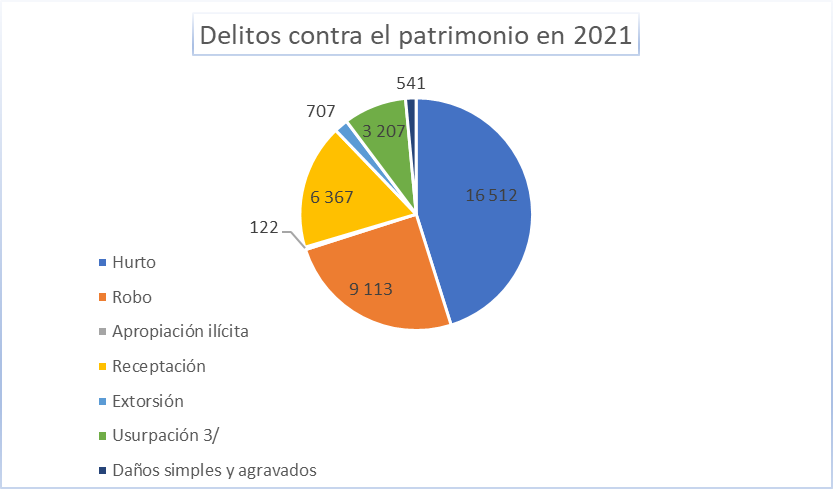 Delitos contra el patrimonio en 2021
541
707
3 207
16 512
6 367
122
9 113
Hurto
Robo
Apropiación ilícita
Receptación
Extorsión
Usurpación 3/
Daños simples y agravados